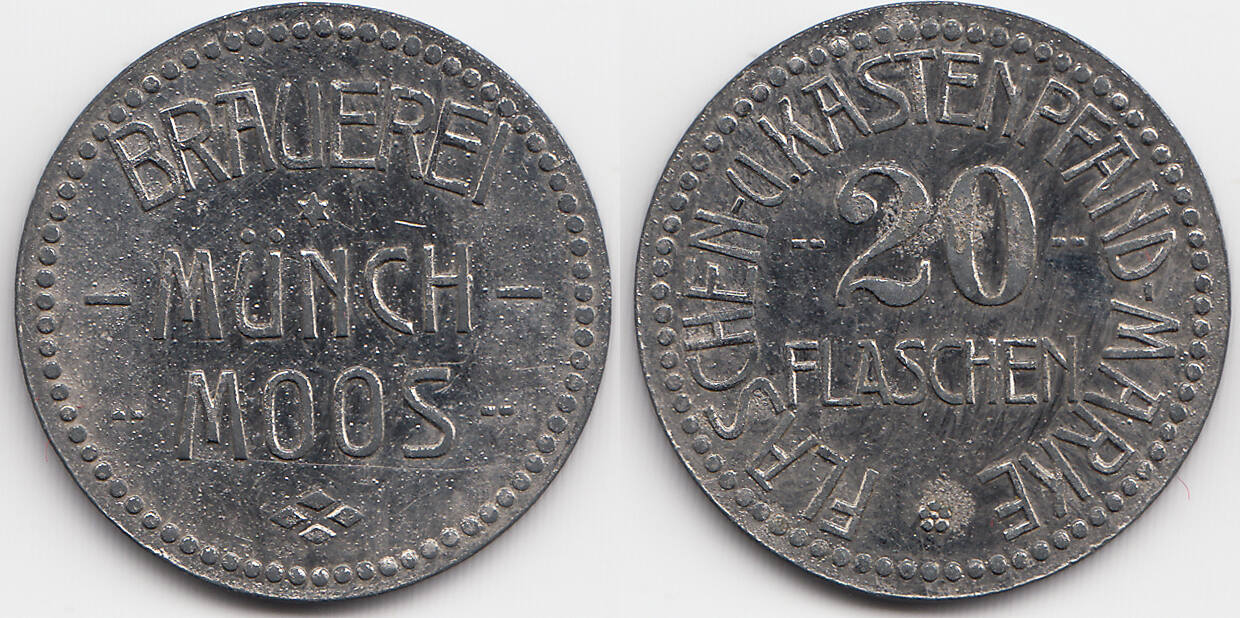 BRAUEREI
MÜNCH
MOOS
FLASCHEN-U.KASTENPFAND-MARKE
20
FLASCHEN